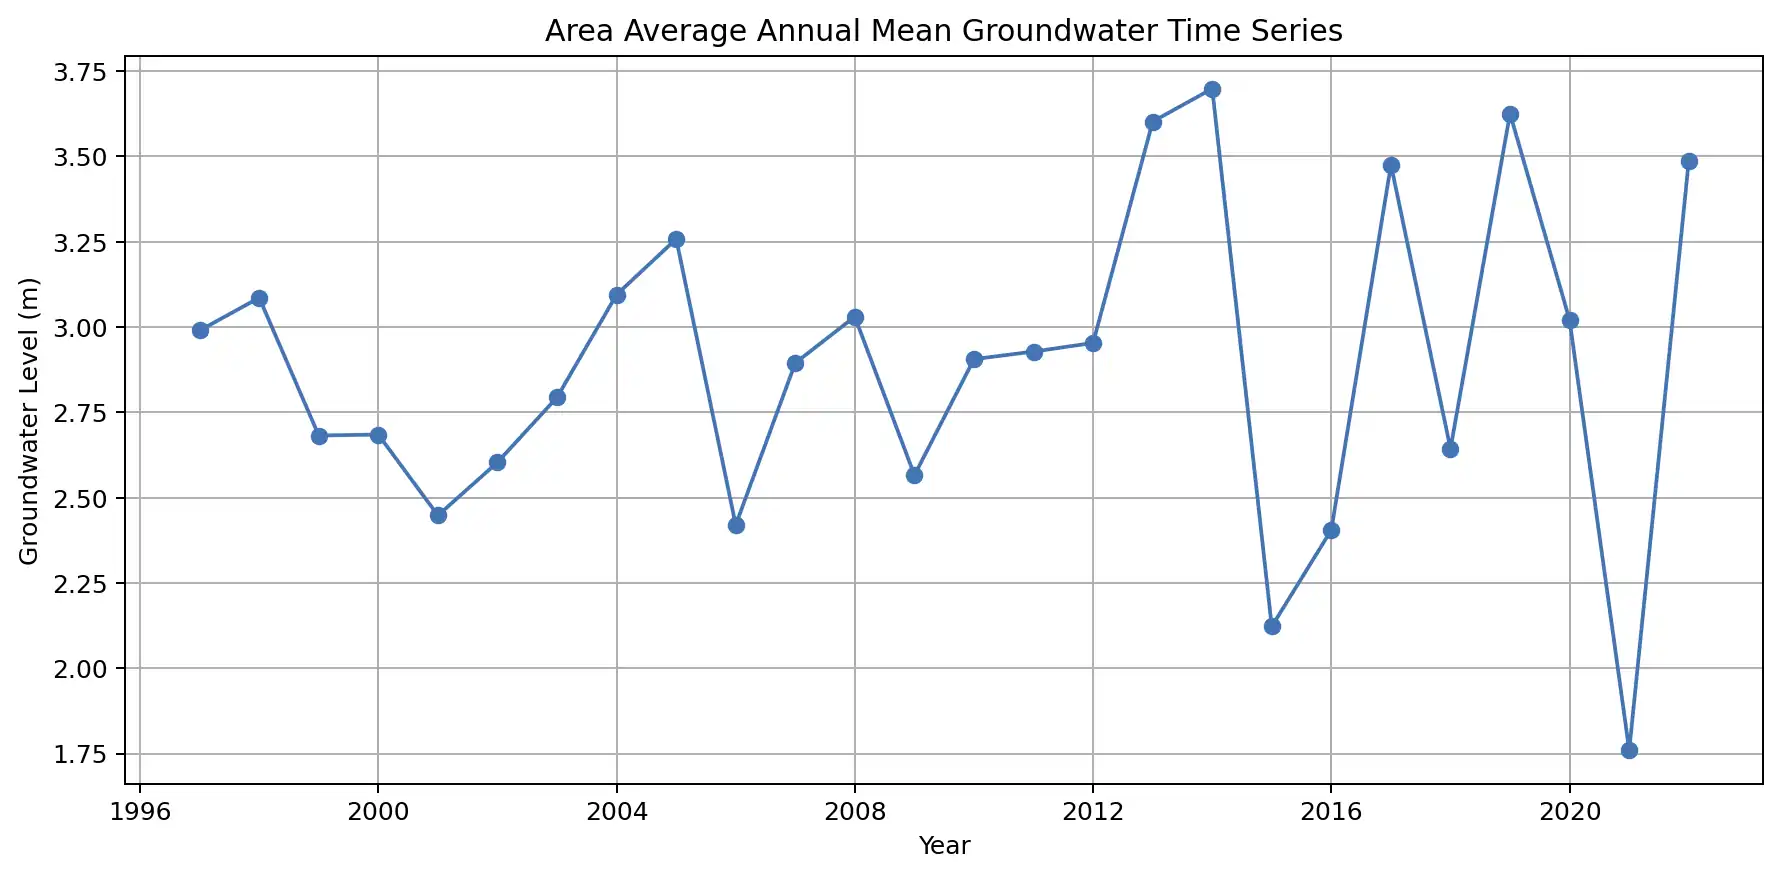 Area Average Annual Mean Groundwater Time Series
3.75
3.50
3.25
3.00
2.75
2.50
2.25
2.00
1.75
Groundwater Level (m)
1996 2000 2004 2008 2012 2016 2020
Year